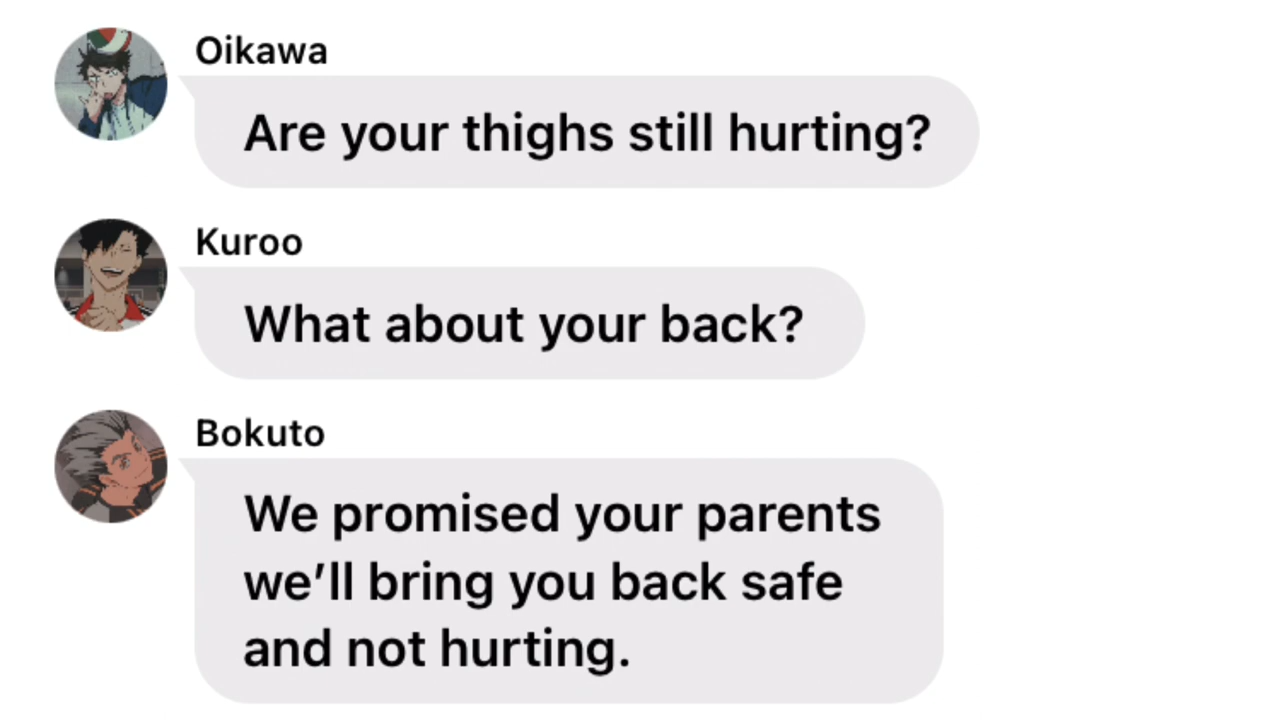 Oikawa
Are your thighs still hurting?
Kuroo
What about your back?
Bokuto
We promised your parents
we’ll bring you back safe
and not hurting.